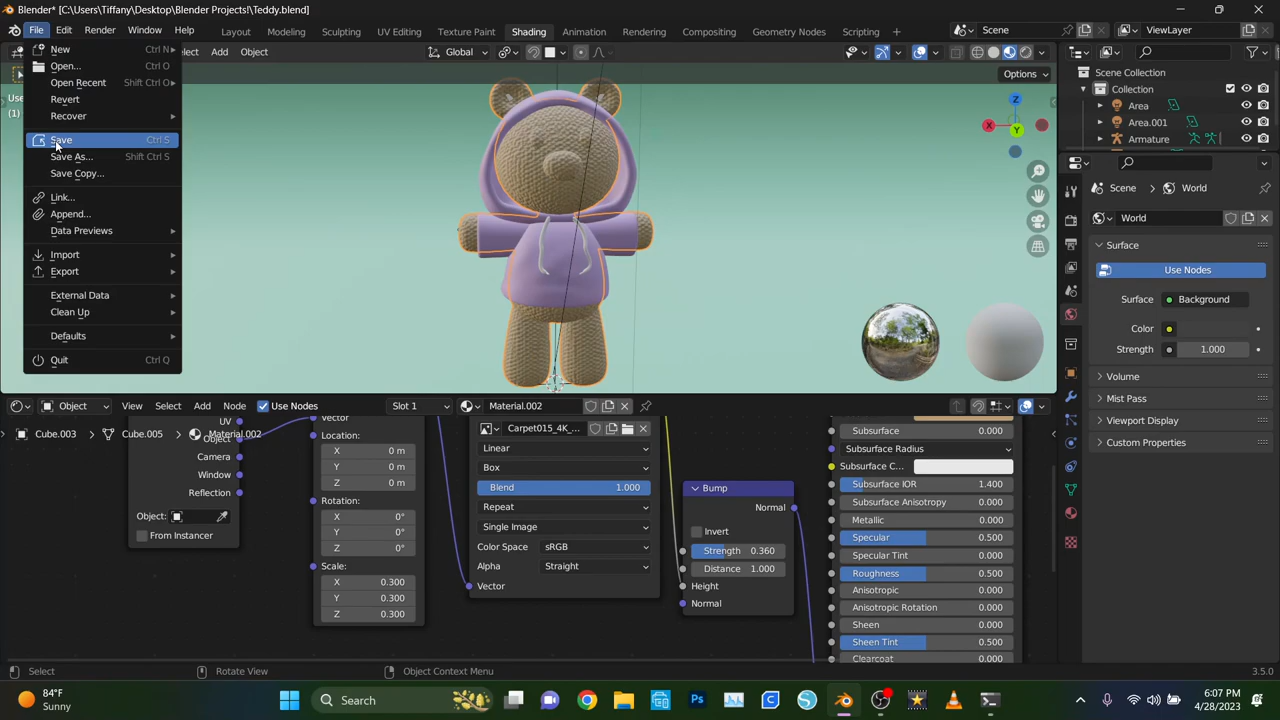 Blender* [C:\Users\Tiffany\Desktop\Blender Projects!\Teddy.blend]
File Edit Render Window Help Layout Modeling Sculpting UV Editing Texture Paint Shading Animation Rendering Compositing Geometry Nodes Scripting Scene ViewLayer
Add Object Global
Options
New Ctrl N
Open... Ctrl O
Open Recent Shift Ctrl O
Revert
Recover
Save Ctrl S
Save As... Shift Ctrl S
Save Copy...
Link...
Append...
Data Previews
Import
Export
External Data
Clean Up
Defaults
Quit Ctrl Q
(1)
Z
X
Y
Scene Collection
Collection
Area
Area.001
Armature
Scene World
World
Surface
Use Nodes
Surface Background
Color
Strength 1.000
Volume
Mist Pass
Viewport Display
Custom Properties
Object View Select Add Node Use Nodes Slot 1 Material.002
Cube.003 Cube.005 Material.002
UV
Object
Camera
Window
Reflection
Object:
From Instancer
Vector
Location:
X 0 m
Y 0 m
Z 0 m
Rotation:
X 0°
Y 0°
Z 0°
Scale:
X 0.300
Y 0.300
Z 0.300
Carpet015_4K_...
Linear
Box
Blend 1.000
Repeat
Single Image
Color Space sRGB
Alpha Straight
Vector
Bump
Normal
Invert
Strength 0.360
Distance 1.000
Height
Normal
Subsurface 0.000
Subsurface Radius
Subsurface C...
Subsurface IOR 1.400
Subsurface Anisotropy 0.000
Metallic 0.000
Specular 0.500
Specular Tint 0.000
Roughness 0.500
Anisotropic 0.000
Anisotropic Rotation 0.000
Sheen 0.000
Sheen Tint 0.500
Clearcoat 0.000
Select Rotate View Object Context Menu 3.5.0
84°F
Sunny
Search
6:07 PM
4/28/2023